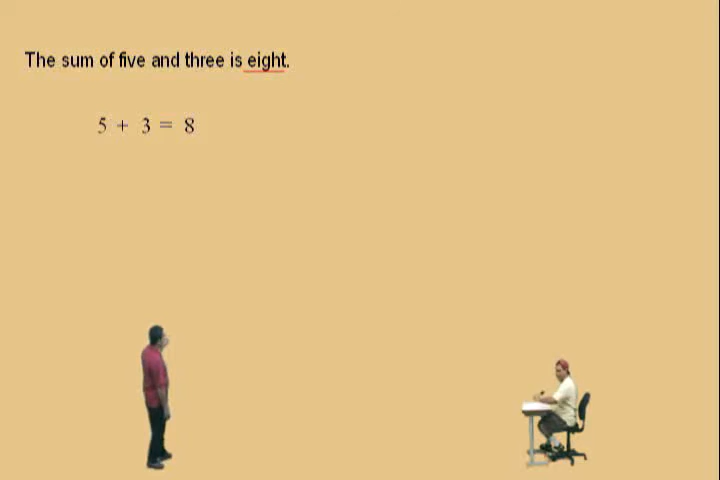 The sum of five and three is eight.
5 + 3 = 8